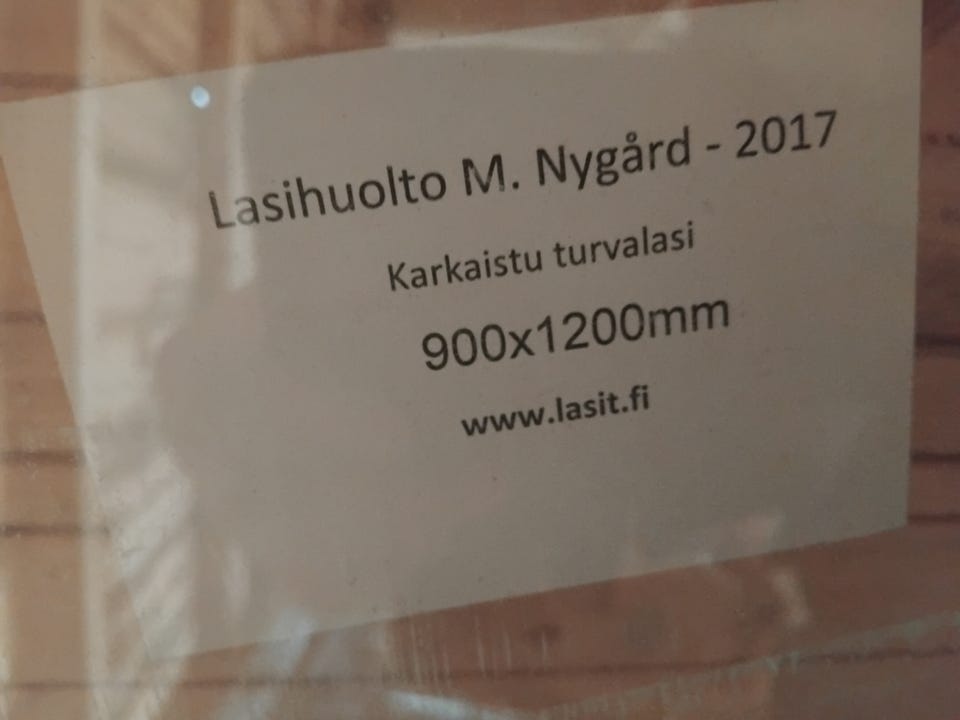 Lasihuolto M. Nygård - 2017
Karkaistu turvalasi
900x1200mm
www.lasit.fi